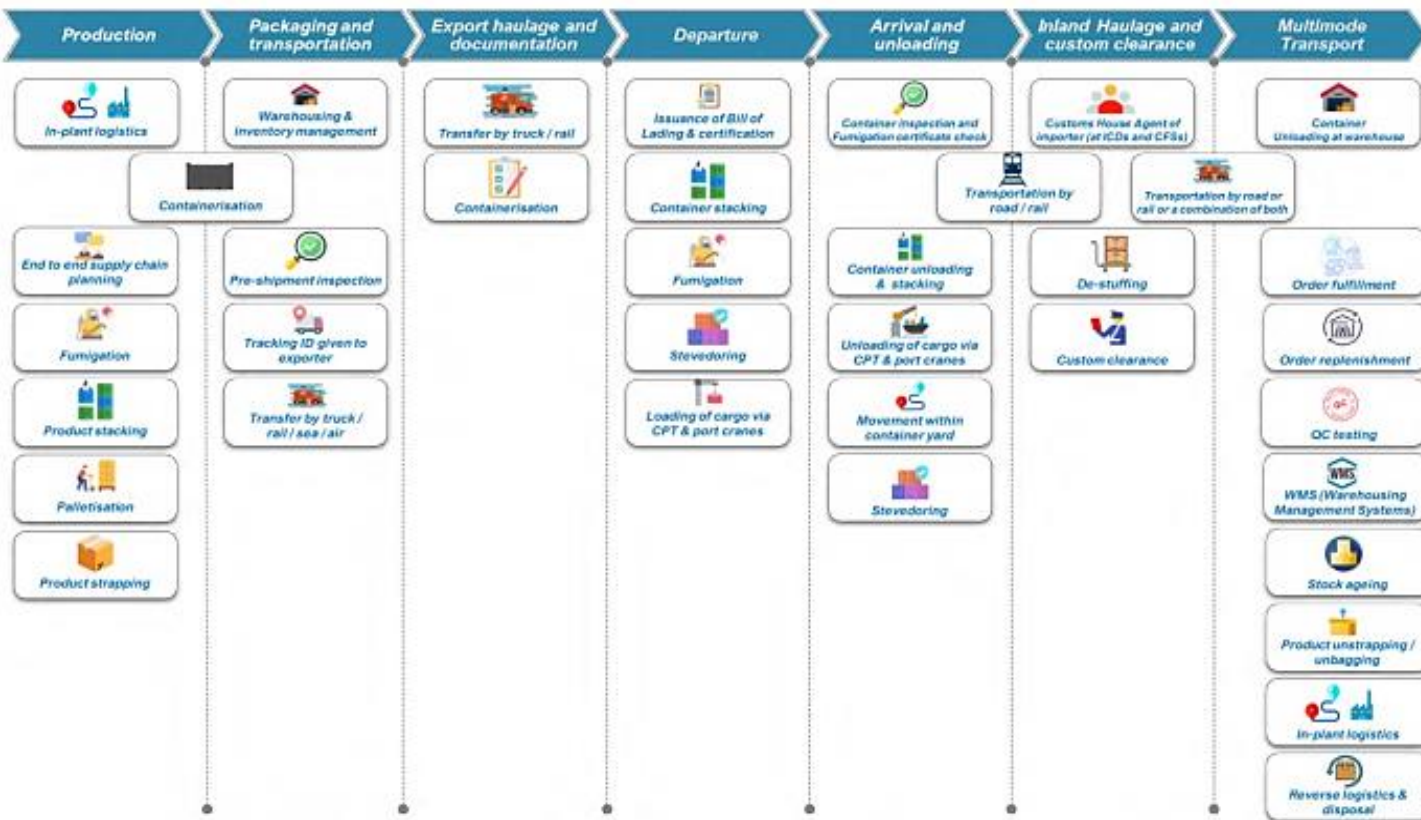 Production
Packaging and
transportation
Export haulage and
documentation
Departure
Arrival and
unloading
Inland Haulage and
custom clearance
Multimode
Transport
In-plant logistics
Warehousing &
inventory management
Transfer by truck / rail
Issuance of Bill of
Lading & certification
Container inspection and
Fumigation certificate check
Customs House Agent of
importer (at ICDs and CFSs)
Container
Unloading at warehouse
Containerisation
Containerisation
Container stacking
Transportation by
road / rail
Transportation by road or
rail or a combination of both
End to end supply chain
planning
Pre-shipment inspection
Fumigation
Container unloading
& stacking
De-stuffing
Order fulfillment
Fumigation
Tracking ID given to
exporter
Stevedoring
Unloading of cargo via
CPT & port cranes
Custom clearance
Order replenishment
Product stacking
Transfer by truck /
rail / sea / air
Loading of cargo via
CPT & port cranes
Movement within
container yard
QC
QC testing
Palletisation
Stevedoring
WMS
WMS (Warehousing
Management Systems)
Product strapping
Stock ageing
Product unstrapping /
unbagging
In-plant logistics
Reverse logistics &
disposal